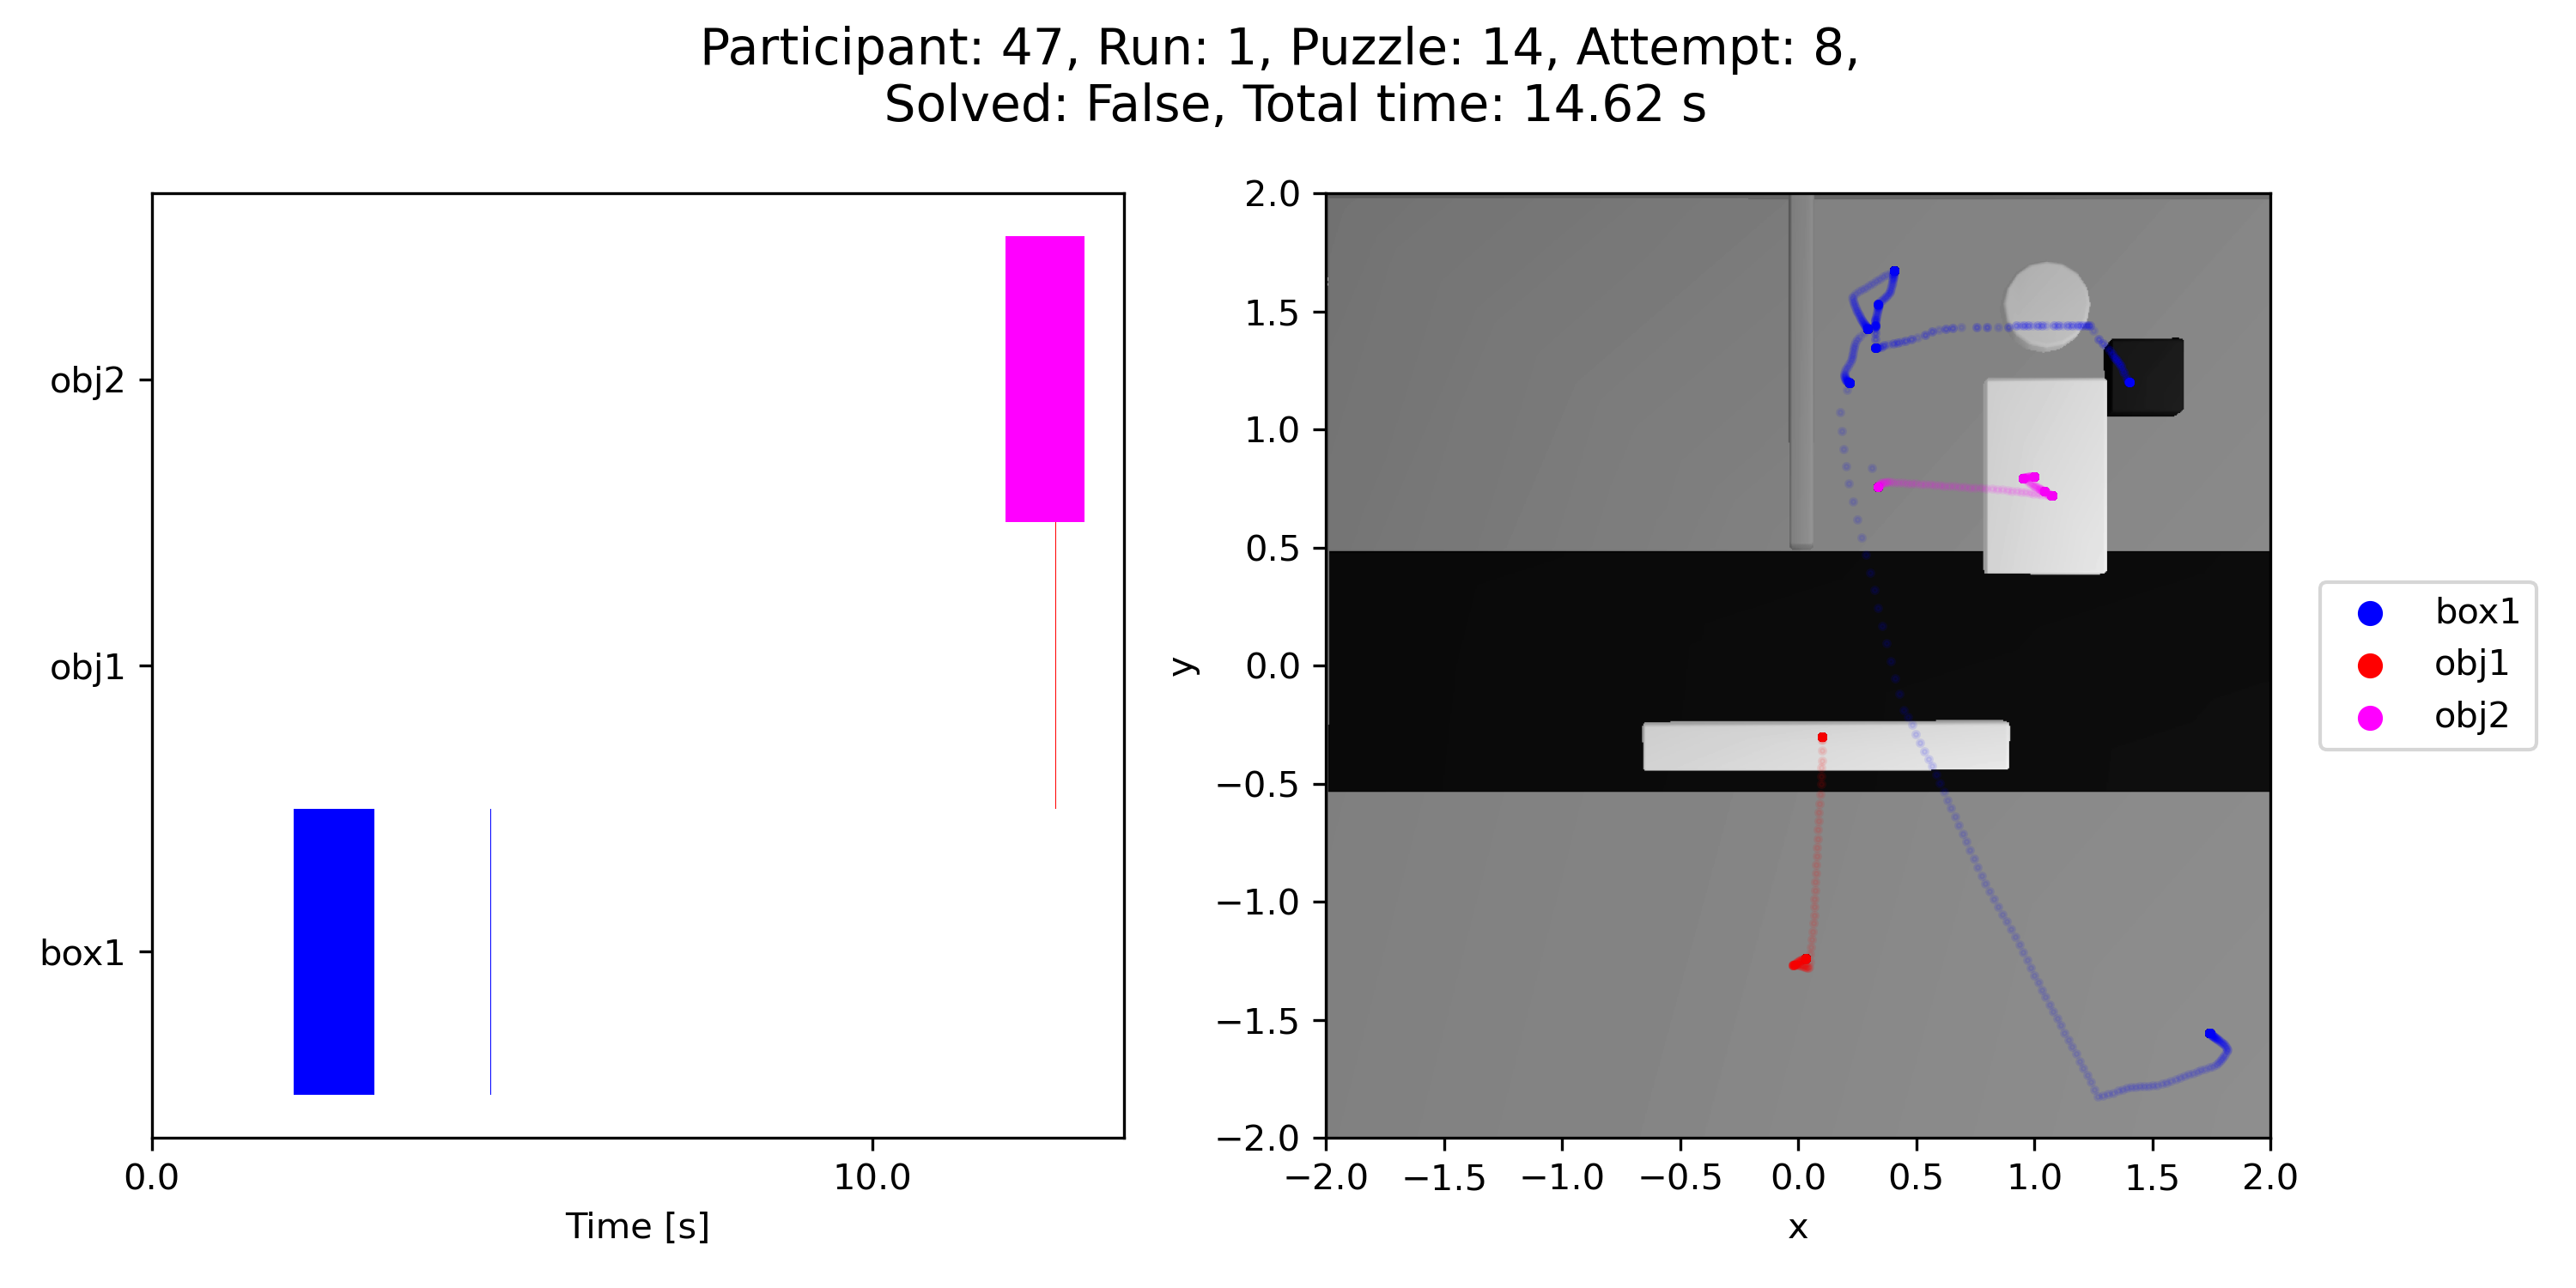 Participant: 47, Run: 1, Puzzle: 14, Attempt: 8,
Solved: False, Total time: 14.62 s
obj2
obj1
box1
0.0
10.0
Time [s]
2.0
1.5
1.0
0.5
0.0
−0.5
−1.0
−1.5
−2.0
y
−2.0 −1.5 −1.0 −0.5 0.0 0.5 1.0 1.5 2.0
x
box1
obj1
obj2